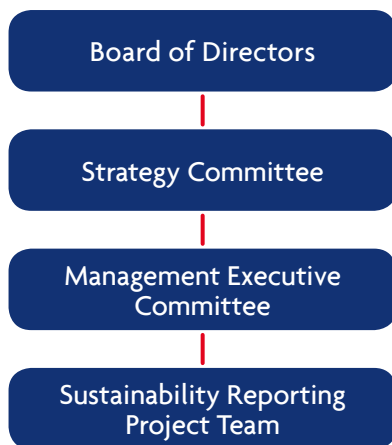 Board of Directors
Strategy Committee
Management Executive
Committee
Sustainability Reporting
Project Team